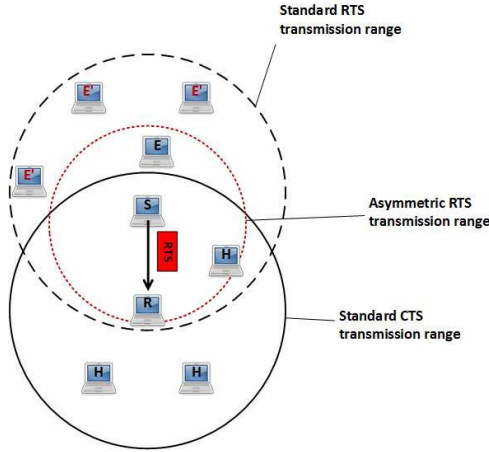 Standard RTS
transmission range
E' E'
E
E'
S
Asymmetric RTS
transmission range
RTS
H
R
Standard CTS
transmission range
H H